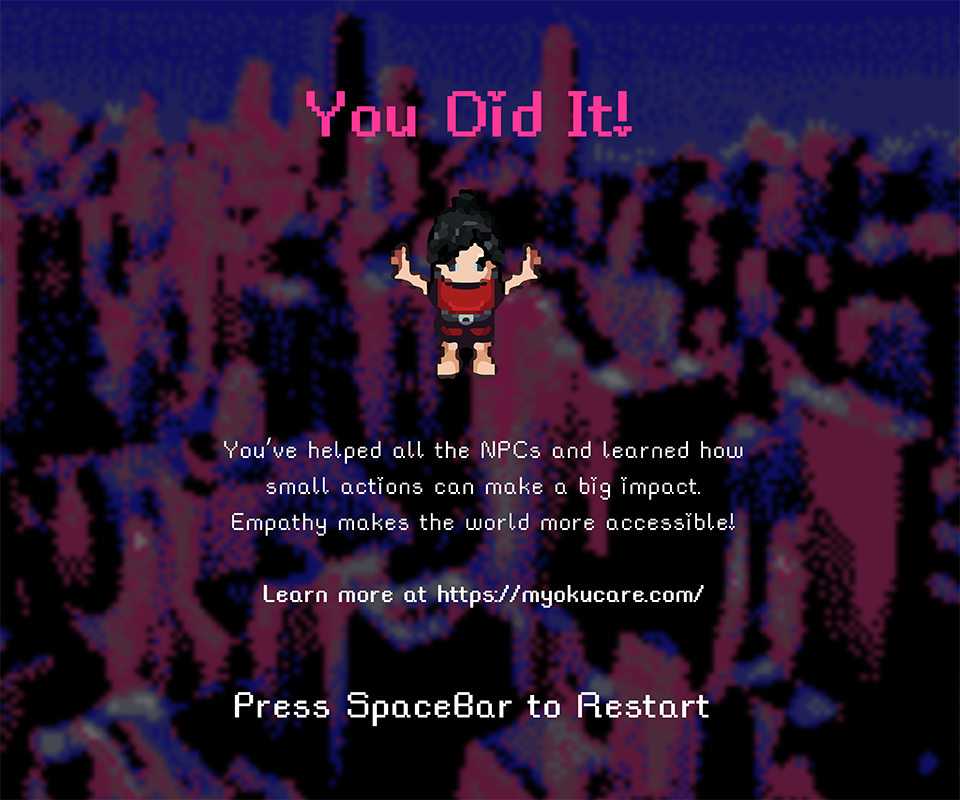 You Did It!
You've helped all the NPCs and learned how
small actions can make a big impact.
Empathy makes the world more accessible!
Learn more at https://myokucare.com/
Press SpaceBar to Restart